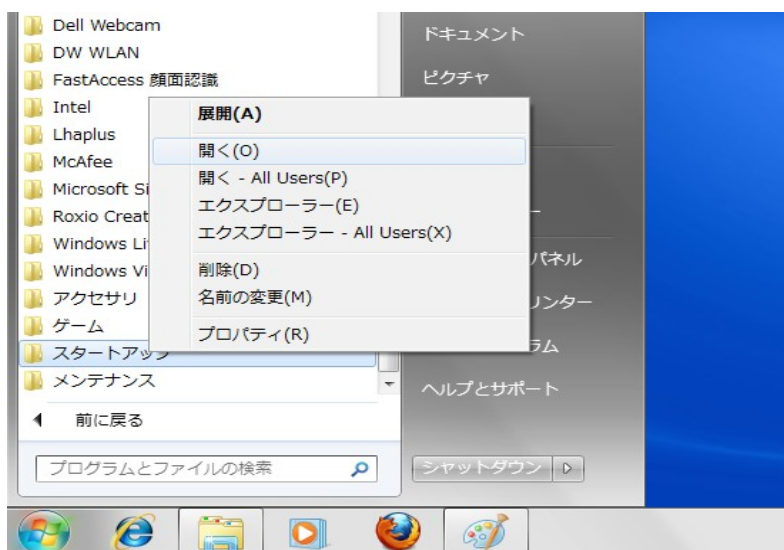 Dell Webcam
DW WLAN
FastAccess 顔面認識
Intel
Lhaplus
McAfee
Microsoft Si
Roxio Creat
Windows Li
Windows Vi
アクセサリ
ゲーム
スタートアップ
メンテナンス
前に戻る
プログラムとファイルの検索
展開(A)
開く(O)
開く - All Users(P)
エクスプローラー(E)
エクスプローラー - All Users(X)
削除(D)
名前の変更(M)
プロパティ(R)
ドキュメント
ピクチャ
パネル
リンター
ラム
ヘルプとサポート
シャットダウン